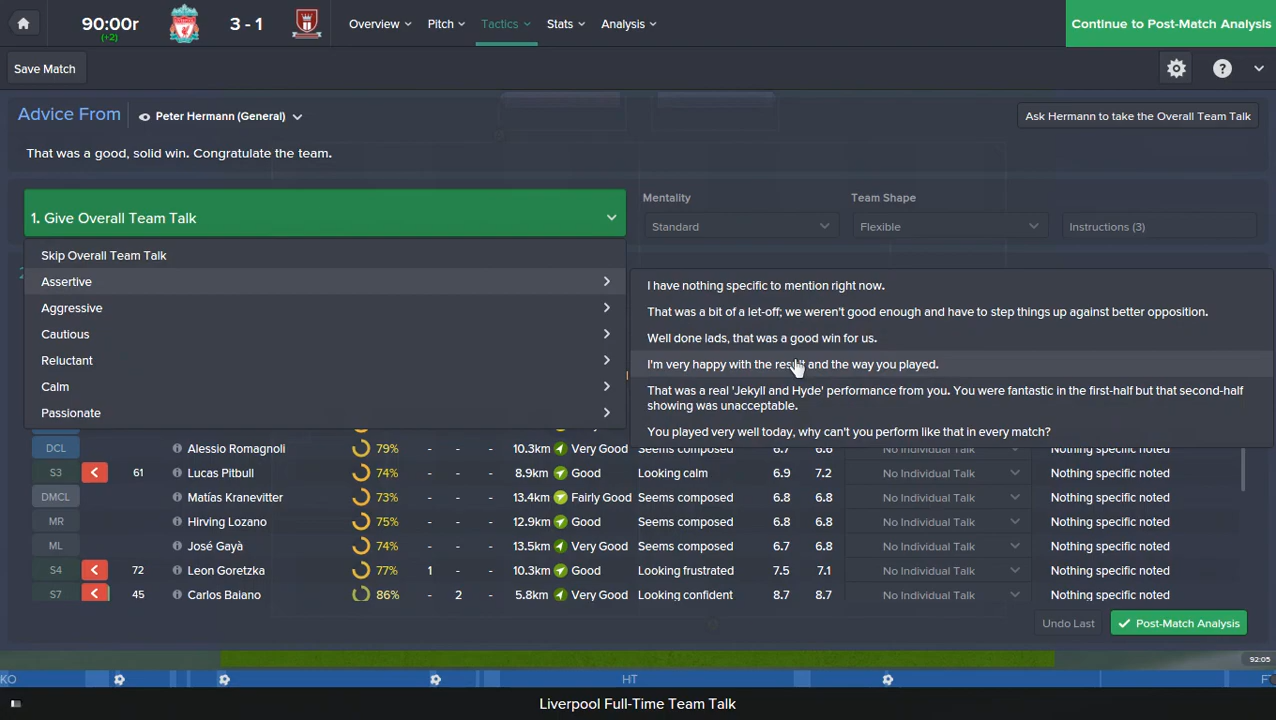 90:00r
(+2)
3 - 1
Overview
Pitch
Tactics
Stats
Analysis
Continue to Post-Match Analysis
Save Match
?
Advice From
Peter Hermann (General)
Ask Hermann to take the Overall Team Talk
That was a good, solid win. Congratulate the team.
1. Give Overall Team Talk
Mentality
Standard
Team Shape
Flexible
Instructions (3)
Skip Overall Team Talk
Assertive
Aggressive
Cautious
Reluctant
Calm
Passionate
I have nothing specific to mention right now.
That was a bit of a let-off; we weren't good enough and have to step things up against better opposition.
Well done lads, that was a good win for us.
I'm very happy with the result and the way you played.
That was a real 'Jekyll and Hyde' performance from you. You were fantastic in the first-half but that second-half
showing was unacceptable.
You played very well today, why can't you perform like that in every match?
DCL Alessio Romagnoli 79% - - - 10.3km Very Good Seems composed 6.7 6.6 No Individual Talk Nothing specific noted
S3 61 Lucas Pitbull 74% - - - 8.9km Good Looking calm 6.9 7.2 No Individual Talk Nothing specific noted
DMCL Matías Kranevitter 73% - - - 13.4km Fairly Good Seems composed 6.8 6.8 No Individual Talk Nothing specific noted
MR Hirving Lozano 75% - - - 12.9km Good Seems composed 6.8 6.8 No Individual Talk Nothing specific noted
ML José Gayà 74% - - - 13.5km Very Good Seems composed 6.7 6.8 No Individual Talk Nothing specific noted
S4 72 Leon Goretzka 77% 1 - - 10.3km Good Looking frustrated 7.5 7.1 No Individual Talk Nothing specific noted
S7 45 Carlos Baiano 86% - 2 - 5.8km Very Good Looking confident 8.7 8.7 No Individual Talk Nothing specific noted
Undo Last
Post-Match Analysis
92:05
KO
HT
FT
Liverpool Full-Time Team Talk